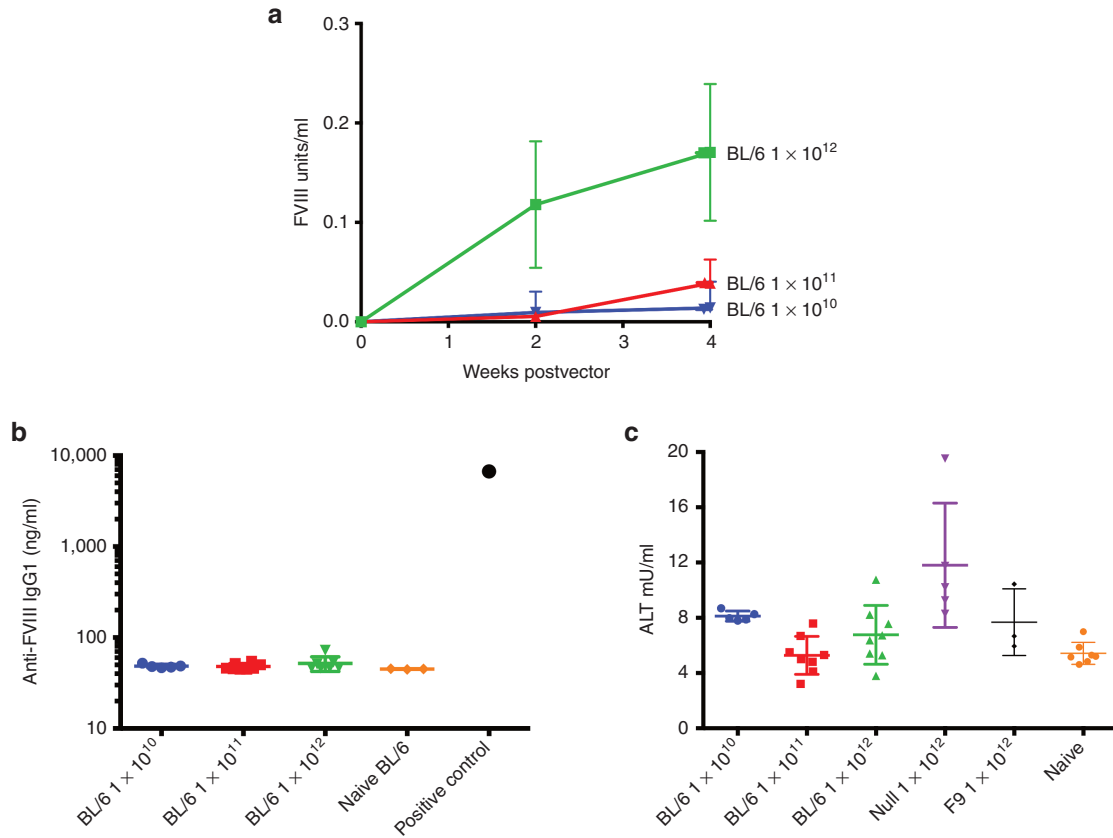 a
0.3
0.2
0.1
0.0
FVIII units/ml
0 1 2 3 4
Weeks postvector
BL/6 1 × 10¹²
BL/6 1 × 10¹¹
BL/6 1 × 10¹⁰
b
10,000
1,000
100
10
Anti-FVIII IgG1 (ng/ml)
BL/6 1 × 10¹⁰
BL/6 1 × 10¹¹
BL/6 1 × 10¹²
Naive BL/6
Positive control
c
20
16
12
8
4
0
ALT mU/ml
BL/6 1 × 10¹⁰
BL/6 1 × 10¹¹
BL/6 1 × 10¹²
Null 1 × 10¹²
F9 1 × 10¹²
Naive